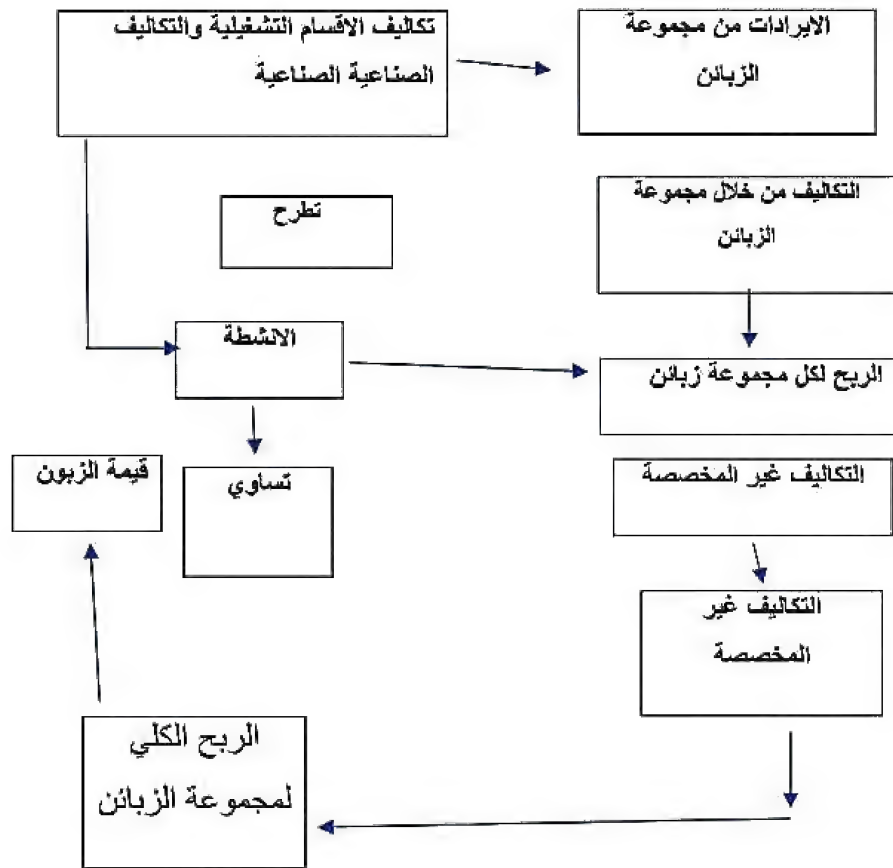 الايرادات من مجموعة
الزبائن
تكاليف الاقسام التشغيلية والتكاليف
الصناعية الصناعية
التكاليف من خلال مجموعة
الزبائن
تطرح
الانشطة
الربح لكل مجموعة زبائن
التكاليف غير المخصصة
تساوي
قيمة الزبون
التكاليف غير
المخصصة
الربح الكلي
لمجموعة الزبائن